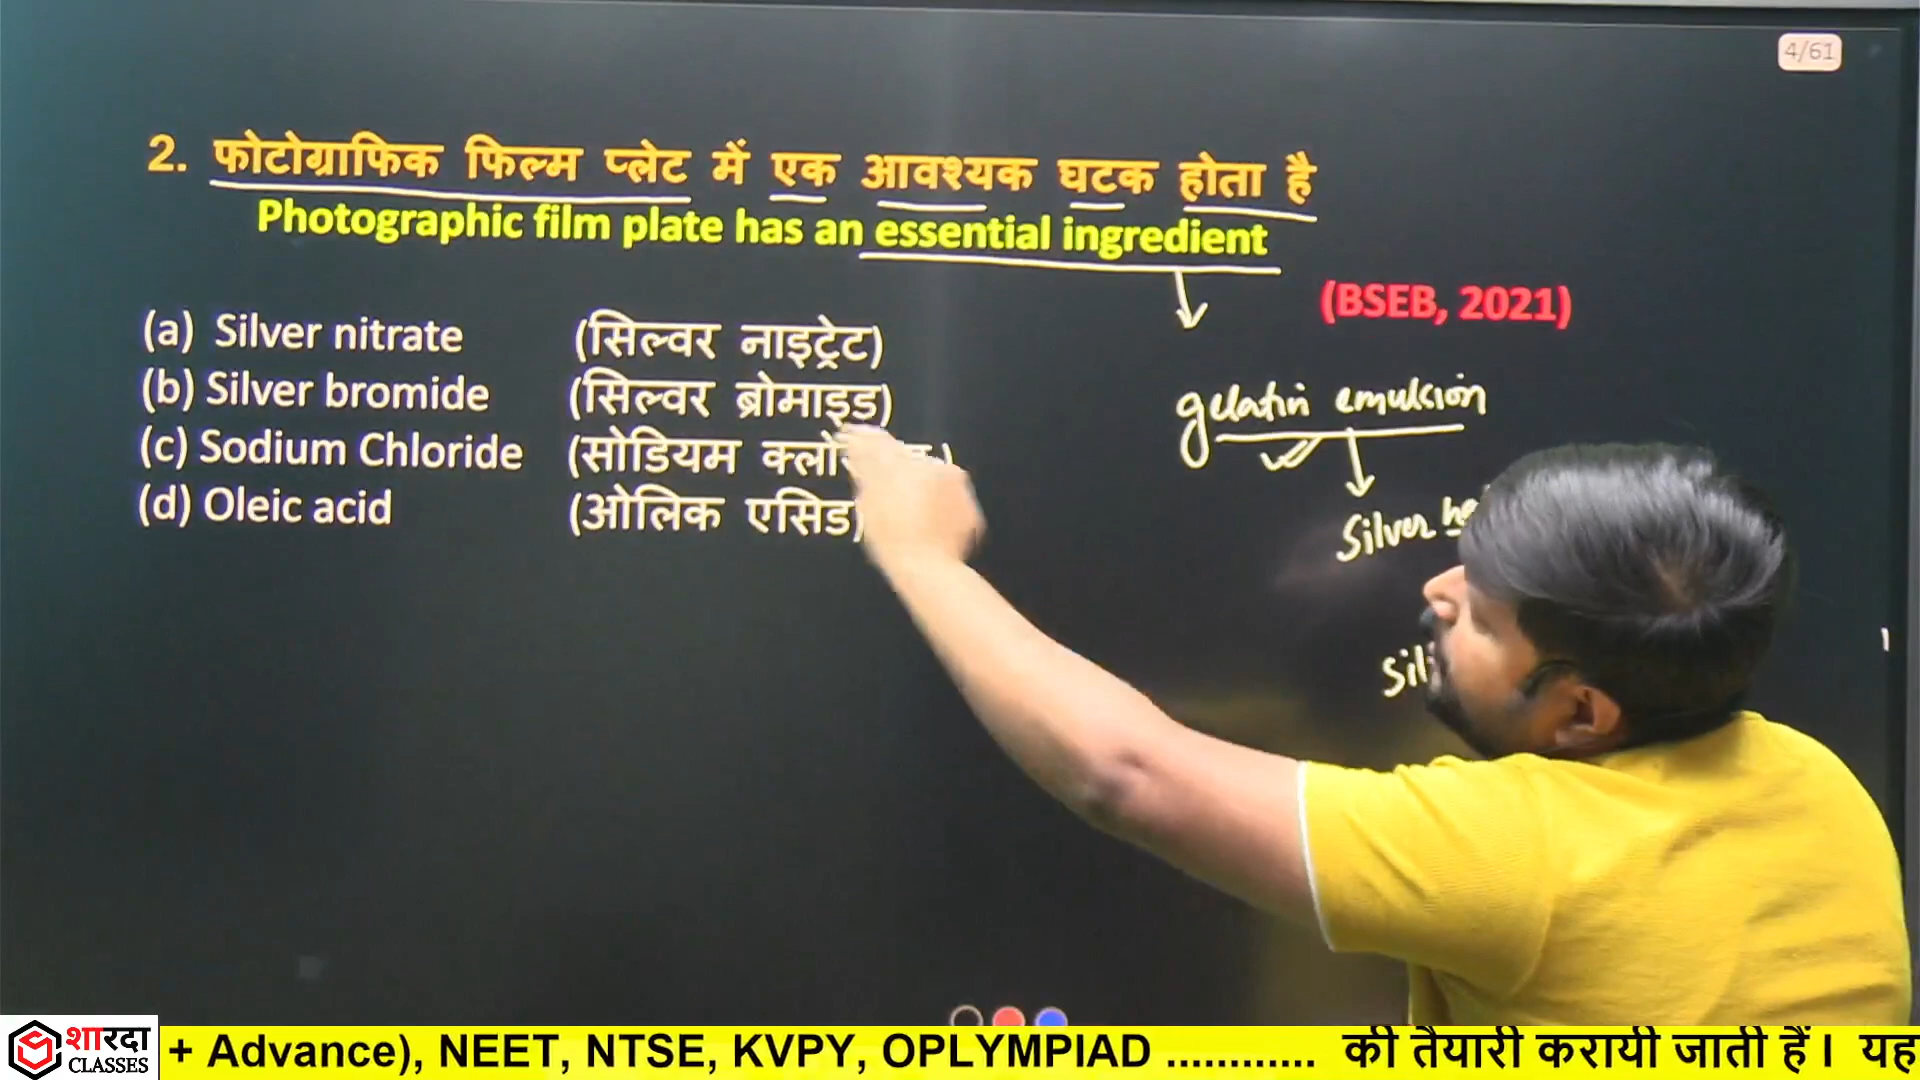 4/61
2. फोटोग्राफिक फिल्म प्लेट में एक आवश्यक घटक होता है
Photographic film plate has an essential ingredient
(BSEB, 2021)
(a) Silver nitrate (सिल्वर नाइट्रेट)
(b) Silver bromide (सिल्वर ब्रोमाइड)
(c) Sodium Chloride (सोडियम
(d) Oleic acid (ओलिक एसिड)
gelatin emulsion
Silver
शारदा
CLASSES
+ Advance), NEET, NTSE, KVPY, OPLYMPIAD ............ की तैयारी करायी जाती हैं। यह